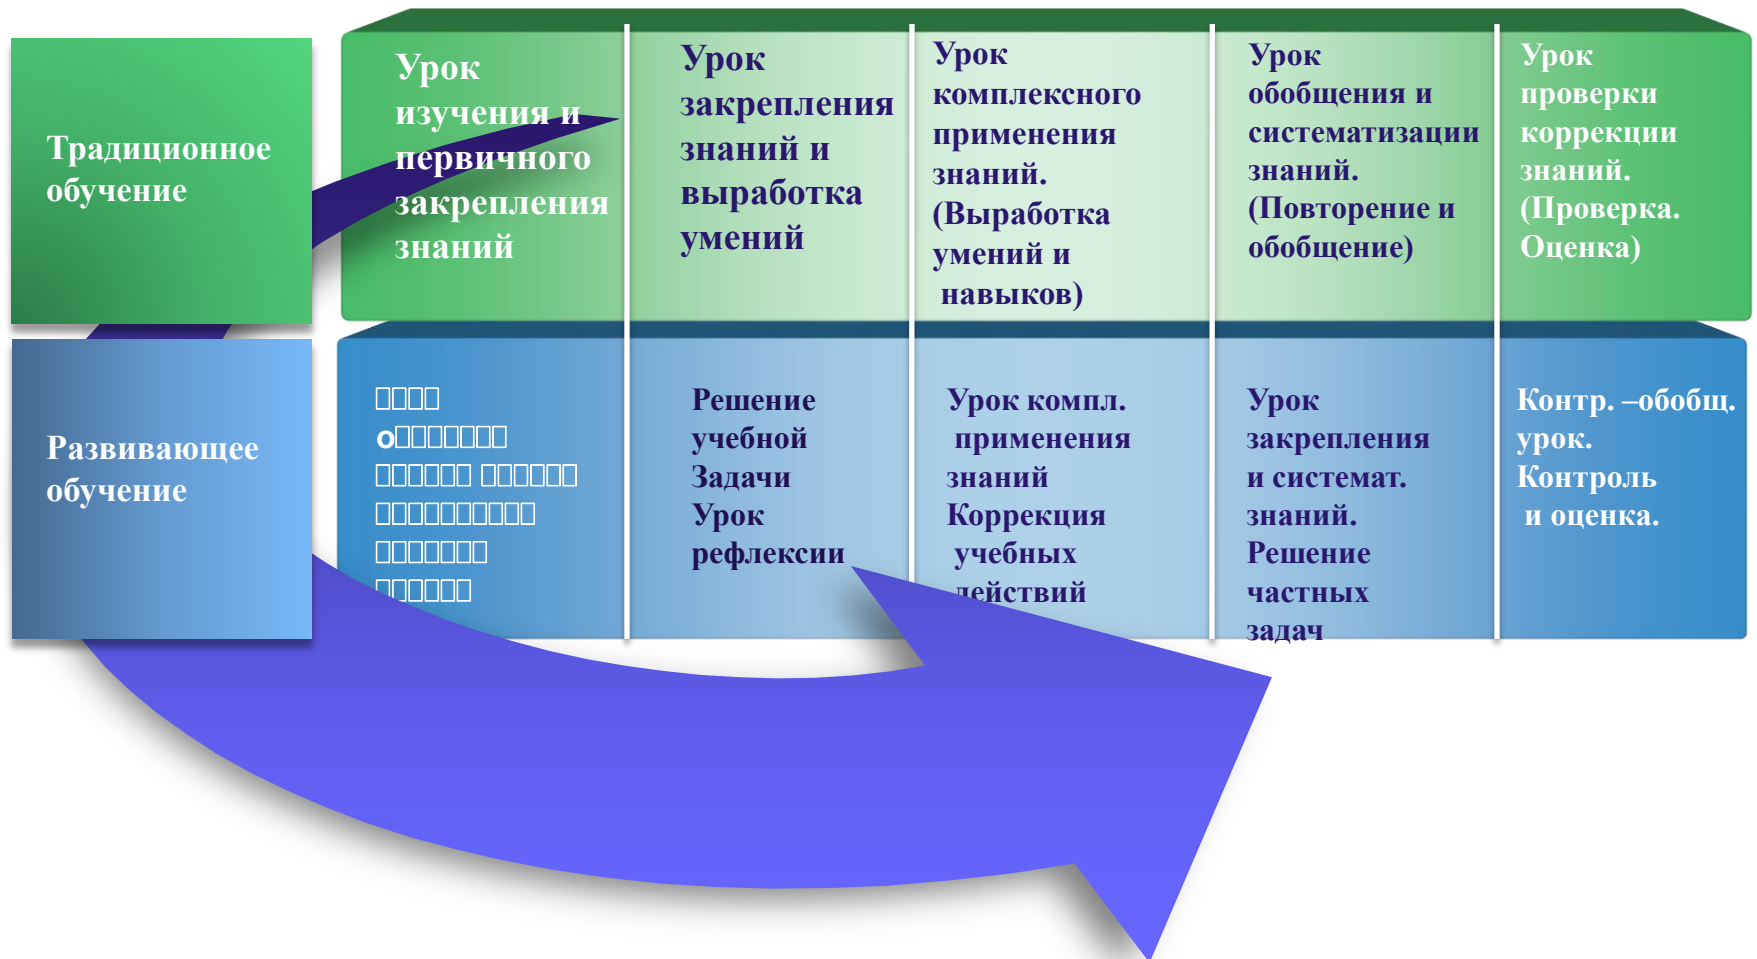 Традиционное
обучение
Урок
изучения и
первичного
закрепления
знаний
Урок
закрепления
знаний и
выработка
умений
Урок
комплексного
применения
знаний.
(Выработка
умений и
навыков)
Урок
обобщения и
систематизации
знаний.
(Повторение и
обобщение)
Урок
проверки
коррекции
знаний.
(Проверка.
Оценка)
Развивающее
обучение
Решение
учебной
Задачи
Урок
рефлексии
Урок компл.
применения
знаний
Коррекция
учебных
действий
Урок
закрепления
и системат.
знаний.
Решение
частных
задач
Контр. –обобщ.
урок.
Контроль
и оценка.